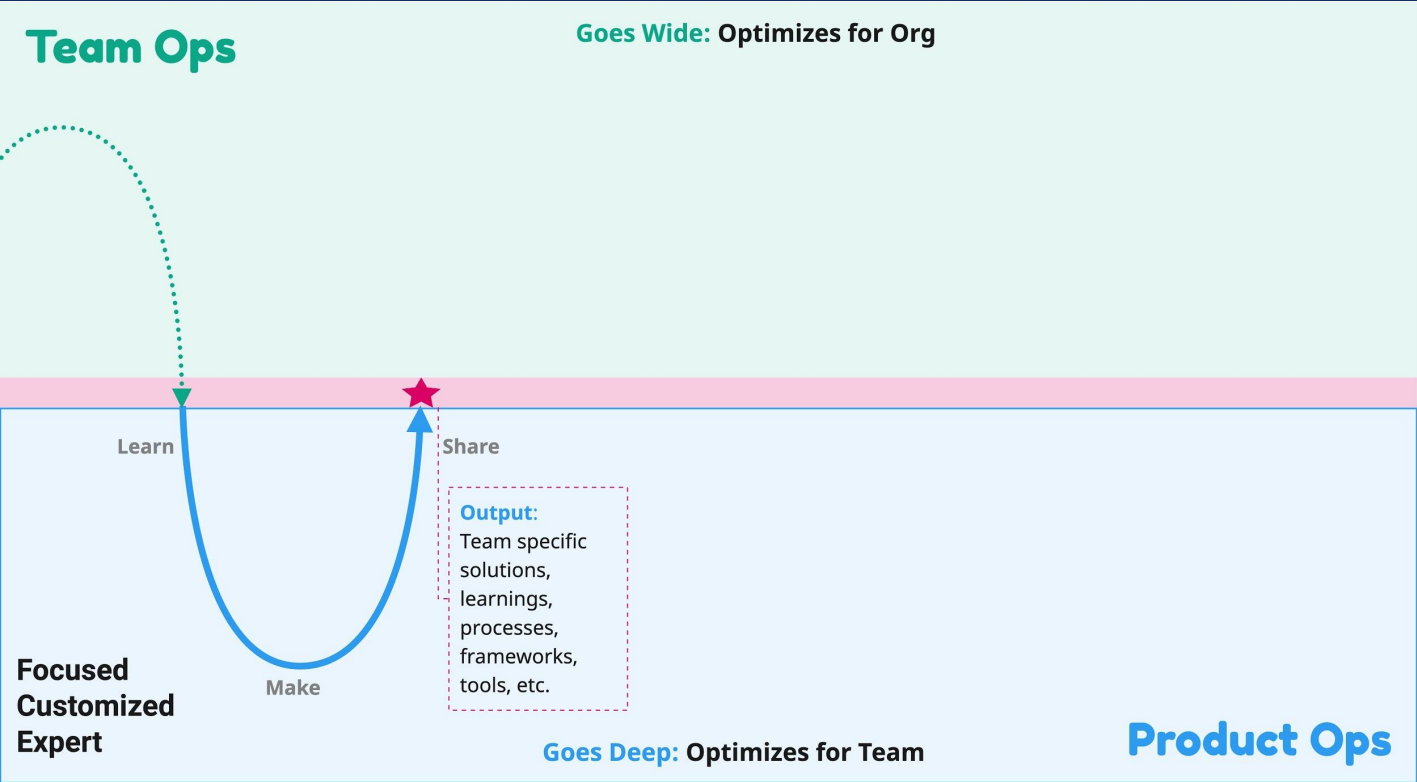 Team Ops
Goes Wide: Optimizes for Org
Learn
Share
Output:
Team specific
solutions,
learnings,
processes,
frameworks,
tools, etc.
Make
Focused
Customized
Expert
Goes Deep: Optimizes for Team
Product Ops